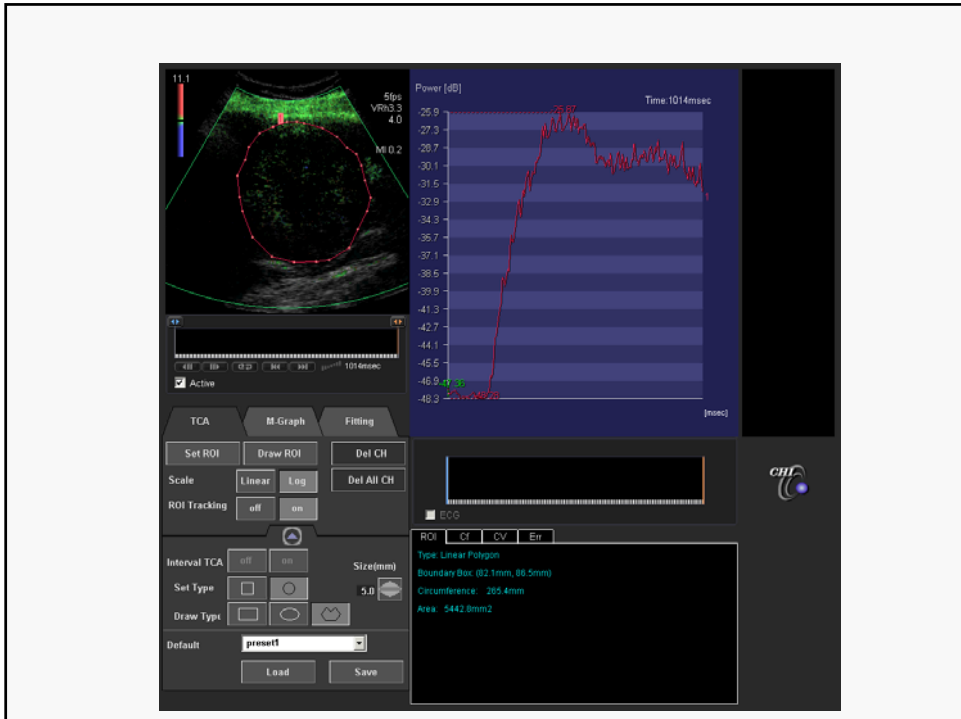 11.1
5fps
VRh3.3
4.0
MI 0.2
1014msec
Active
Power [dB]
Time:1014msec
-25.87
-25.9
-27.3
-28.7
-30.1
-31.5
-32.9
-34.3
-35.7
-37.1
-38.5
-39.9
-41.3
-42.7
-44.1
-45.5
-46.9
-48.3
1
[msec]
TCA M-Graph Fitting
Set ROI Draw ROI Del CH
Scale Linear Log Del All CH
ROI Tracking off on
Interval TCA off on Size(mm)
Set Type 5.0
Draw Type
Default preset1
Load Save
ECG
ROI Cf CV Err
Type: Linear Polygon
Boundary Box: (82.1mm, 86.5mm)
Circumference: 265.4mm
Area: 5442.8mm2
CHI